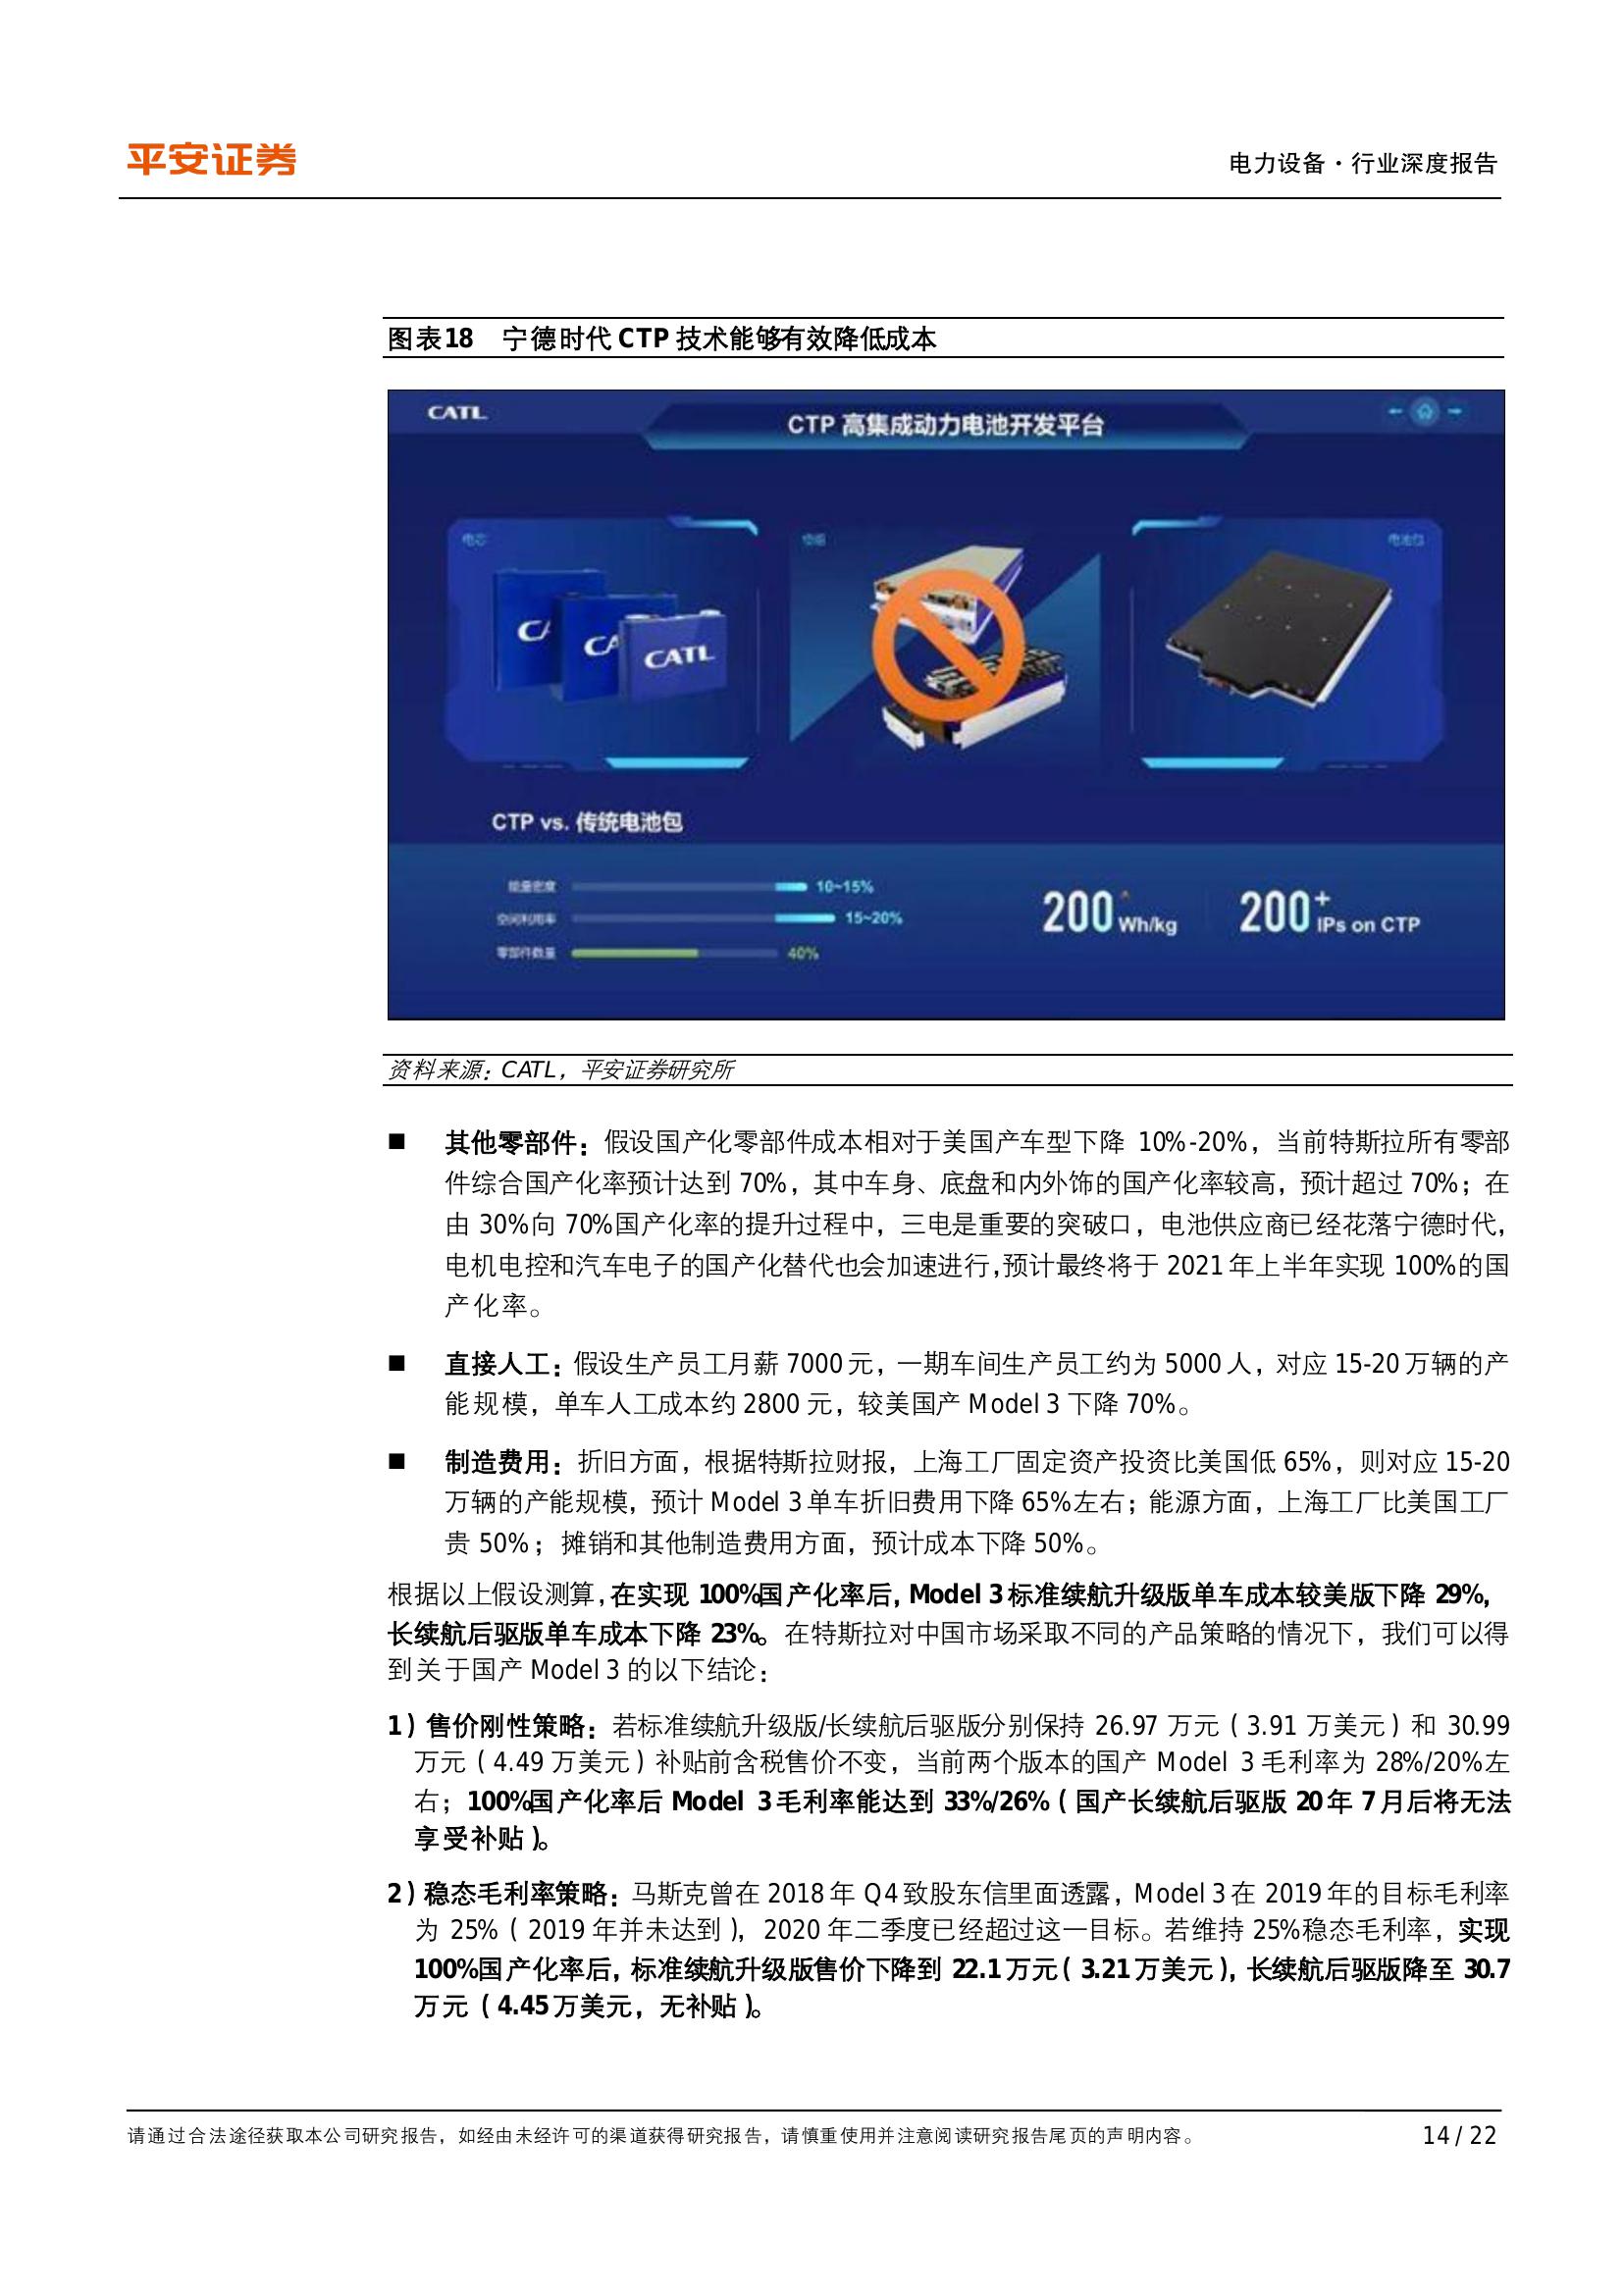 平安证券
电力设备·行业深度报告
图表18 宁德时代 CTP 技术能够有效降低成本
CATL
CTP 高集成动力电池开发平台
电芯
模组
电池包
CATL
CTP vs. 传统电池包
能量密度 10~15%
空间利用率 15~20%
零部件数量 40%
200 Wh/kg
200+ IPs on CTP
资料来源：CATL，平安证券研究所
■ 其他零部件：假设国产化零部件成本相对于美国产车型下降 10%-20%，当前特斯拉所有零部
件综合国产化率预计达到 70%，其中车身、底盘和内外饰的国产化率较高，预计超过 70%；在
由 30%向 70%国产化率的提升过程中，三电是重要的突破口，电池供应商已经花落宁德时代，
电机电控和汽车电子的国产化替代也会加速进行，预计最终将于 2021 年上半年实现 100%的国
产化率。
■ 直接人工：假设生产员工月薪 7000 元，一期车间生产员工约为 5000 人，对应 15-20 万辆的产
能规模，单车人工成本约 2800 元，较美国产 Model 3 下降 70%。
■ 制造费用：折旧方面，根据特斯拉财报，上海工厂固定资产投资比美国低 65%，则对应 15-20
万辆的产能规模，预计 Model 3 单车折旧费用下降 65%左右；能源方面，上海工厂比美国工厂
贵 50%；摊销和其他制造费用方面，预计成本下降 50%。
根据以上假设测算，在实现 100%国产化率后，Model 3 标准续航升级版单车成本较美版下降 29%，
长续航后驱版单车成本下降 23%。在特斯拉对中国市场采取不同的产品策略的情况下，我们可以得
到关于国产 Model 3 的以下结论：
1）售价刚性策略：若标准续航升级版/长续航后驱版分别保持 26.97 万元（3.91 万美元）和 30.99
万元（4.49 万美元）补贴前含税售价不变，当前两个版本的国产 Model 3 毛利率为 28%/20%左
右；100%国产化率后 Model 3 毛利率能达到 33%/26%（国产长续航后驱版 20 年 7 月后将无法
享受补贴）。
2）稳态毛利率策略：马斯克曾在 2018 年 Q4 致股东信里面透露，Model 3 在 2019 年的目标毛利率
为 25%（2019 年并未达到），2020 年二季度已经超过这一目标。若维持 25%稳态毛利率，实现
100%国产化率后，标准续航升级版售价下降到 22.1 万元（3.21 万美元），长续航后驱版降至 30.7
万元（4.45 万美元，无补贴）。
请通过合法途径获取本公司研究报告，如经由未经许可的渠道获得研究报告，请慎重使用并注意阅读研究报告尾页的声明内容。
14 / 22